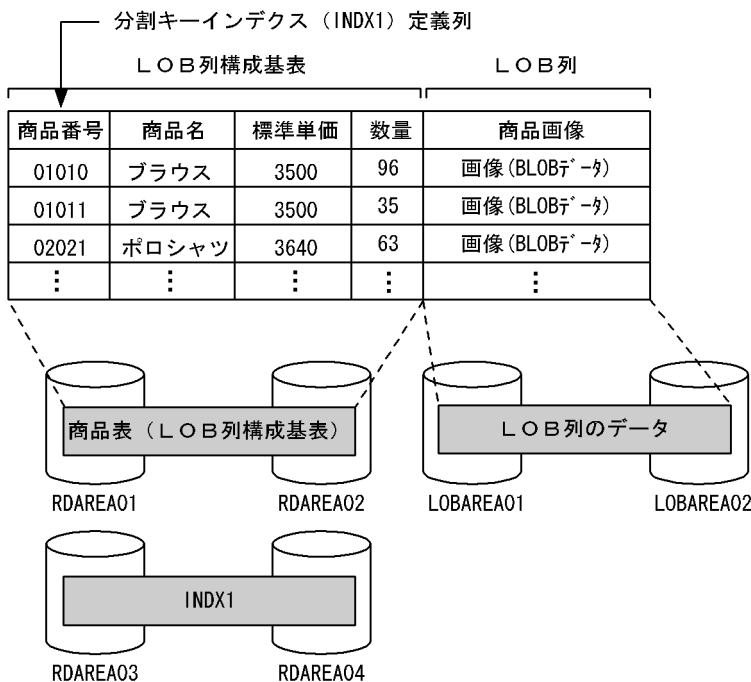 分割キーインデクス（INDX1）定義列
ＬＯＢ列構成基表 ＬＯＢ列
商品番号 商品名 標準単価 数量 商品画像
01010 ブラウス 3500 96 画像(BLOBﾃﾞｰﾀ)
01011 ブラウス 3500 35 画像(BLOBﾃﾞｰﾀ)
02021 ポロシャツ 3640 63 画像(BLOBﾃﾞｰﾀ)
： ： ： ： ：
商品表（ＬＯＢ列構成基表） ＬＯＢ列のデータ
RDAREA01 RDAREA02 LOBAREA01 LOBAREA02
INDX1
RDAREA03 RDAREA04